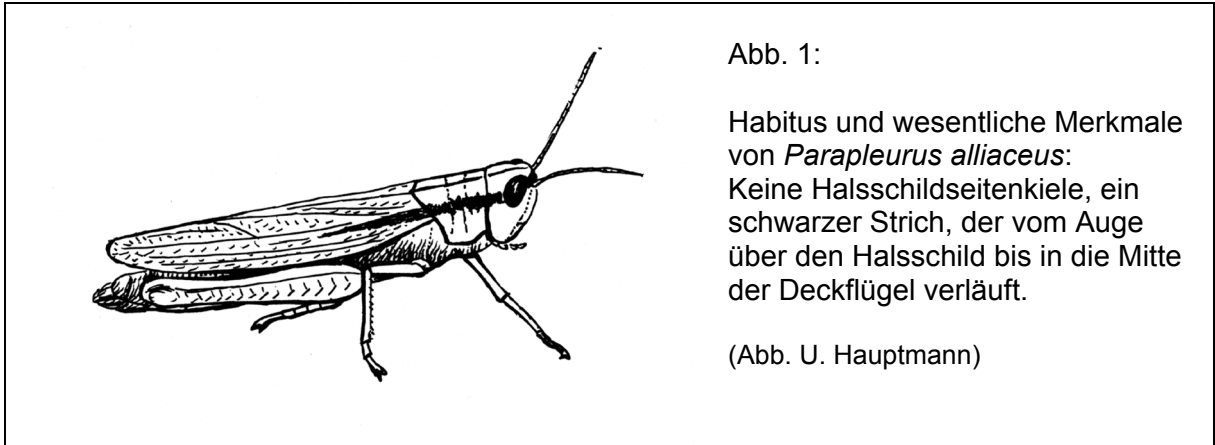 Abb. 1:
Habitus und wesentliche Merkmale
von Parapleurus alliaceus:
Keine Halsschildseitenkiele, ein
schwarzer Strich, der vom Auge
über den Halsschild bis in die Mitte
der Deckflügel verläuft.
(Abb. U. Hauptmann)